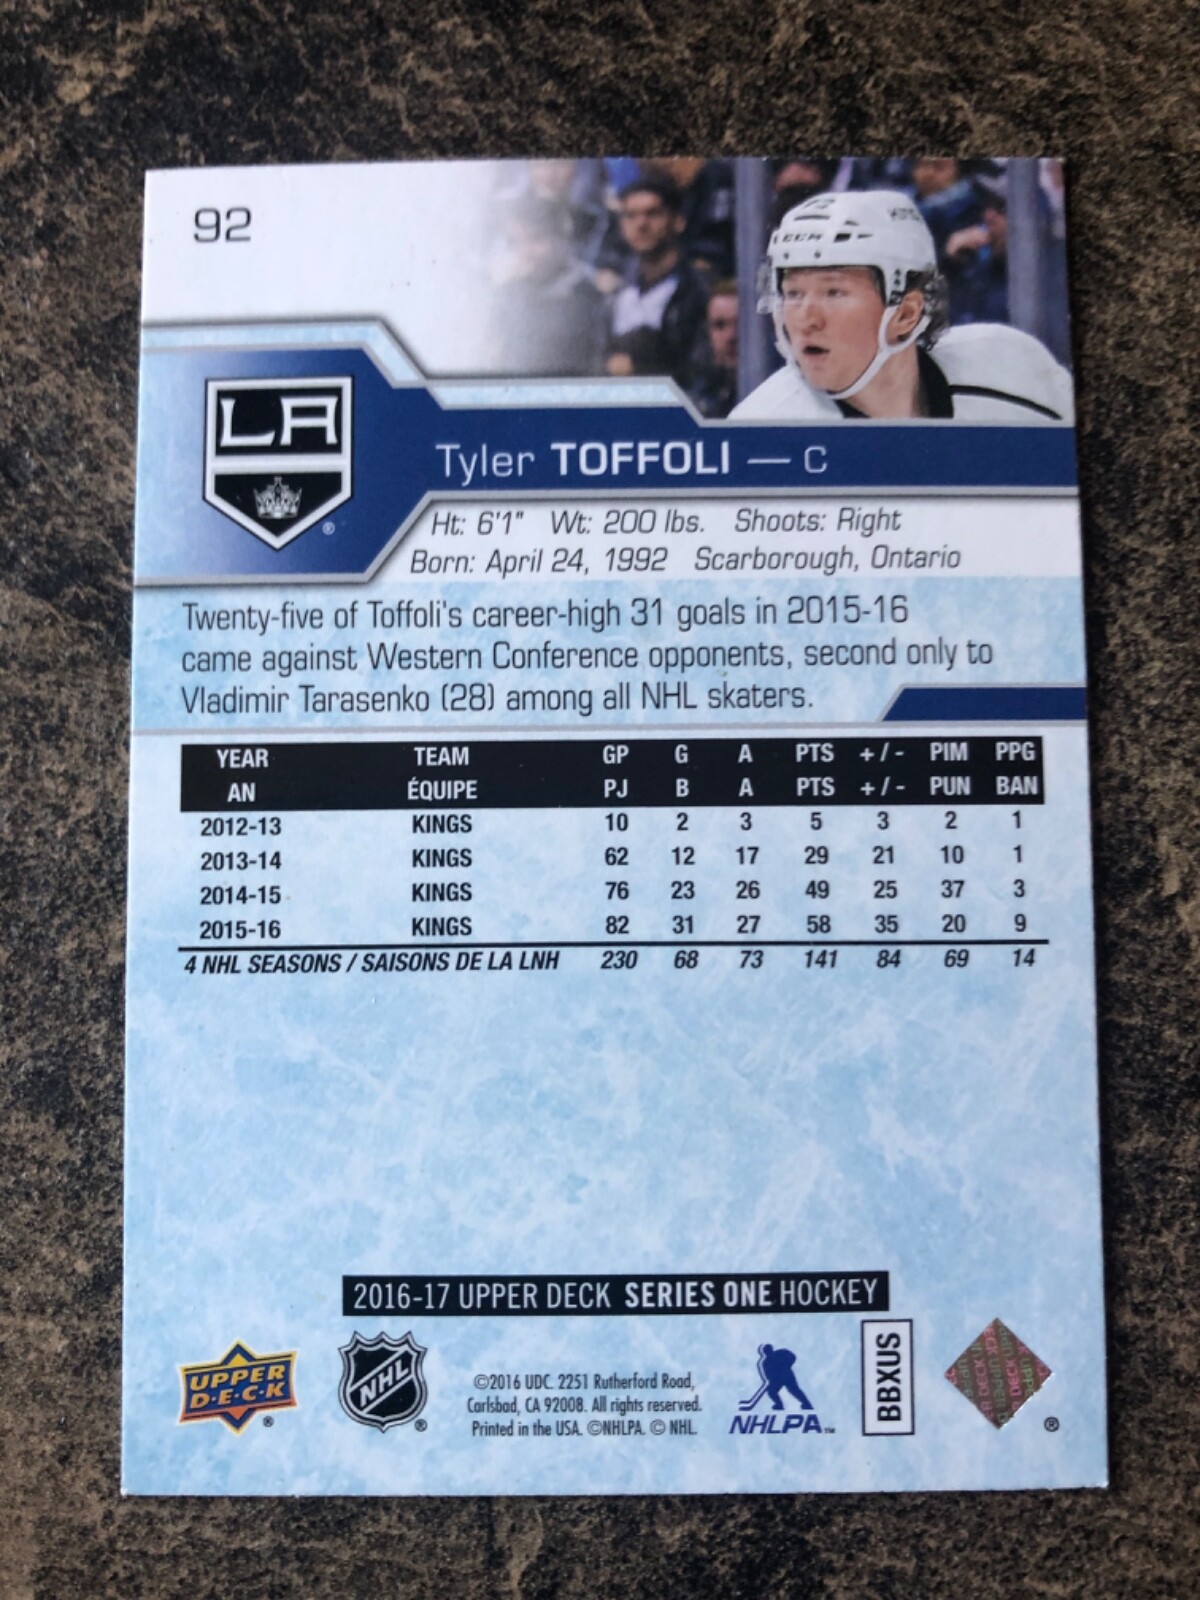 92
LA
Tyler TOFFOLI — C
Ht: 6'1" Wt: 200 lbs. Shoots: Right
Born: April 24, 1992 Scarborough, Ontario
Twenty-five of Toffoli's career-high 31 goals in 2015-16
came against Western Conference opponents, second only to
Vladimir Tarasenko (28) among all NHL skaters.
YEAR TEAM GP G A PTS +/- PIM PPG
AN ÉQUIPE PJ B A PTS +/- PUN BAN
2012-13 KINGS 10 2 3 5 3 2 1
2013-14 KINGS 62 12 17 29 21 10 1
2014-15 KINGS 76 23 26 49 25 37 3
2015-16 KINGS 82 31 27 58 35 20 9
4 NHL SEASONS / SAISONS DE LA LNH 230 68 73 141 84 69 14
2016-17 UPPER DECK SERIES ONE HOCKEY
UPPER
D·E·C·K ®
NHL ®
©2016 UDC. 2251 Rutherford Road,
Carlsbad, CA 92008. All rights reserved.
Printed in the USA. ©NHLPA. © NHL.
NHLPA™
BBXUS
®